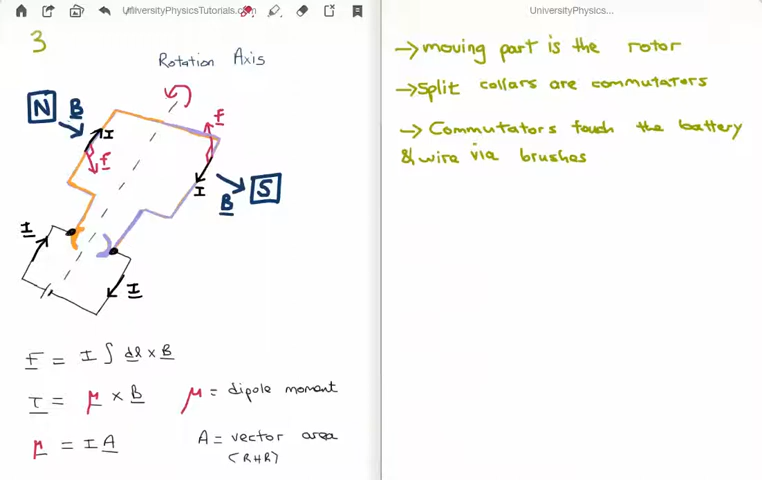 UniversityPhysicsTutorials.com
UniversityPhysics...
3
Rotation Axis
N B
I
F
F
I
B S
I
I
F = I ∫ dl × B
τ = μ × B μ = dipole moment
μ = I A A = vector area
(RHR)
→ moving part is the rotor
→ Split collars are commutators
→ Commutators touch the battery
& wire via brushes